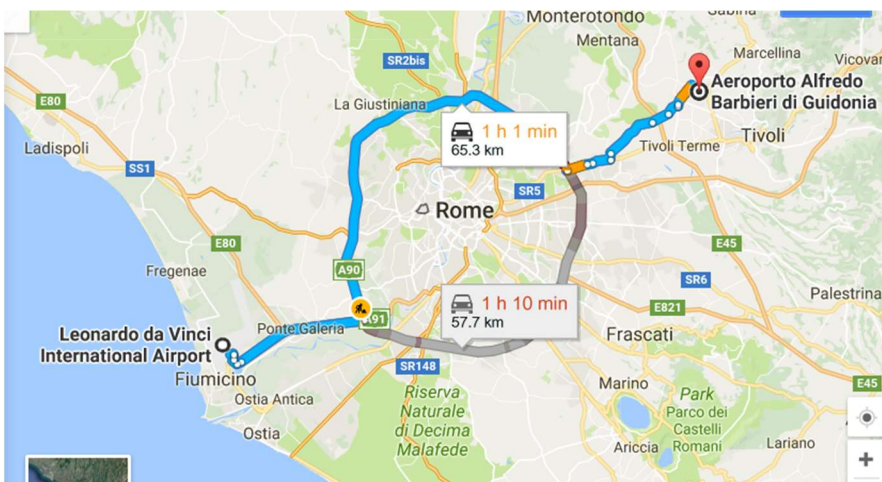 Monterotondo
Sabina
Mentana
SR2bis
Marcellina
Vicovar
Aeroporto Alfredo
Barbieri di Guidonia
E80
La Giustiniana
1 h 1 min
65.3 km
Ladispoli
Tivoli Terme
Tivoli
SS1
SR5
Rome
E80
E45
A90
Fregenae
SR6
1 h 10 min
57.7 km
Palestrina
E821
A91
Ponte Galeria
Leonardo da Vinci
International Airport
Frascati
SR148
Fiumicino
Marino
E45
Ostia Antica
Riserva
Naturale
di Decima
Malafede
Park
Parco dei
Castelli
Romani
Ostia
Ariccia
Lariano